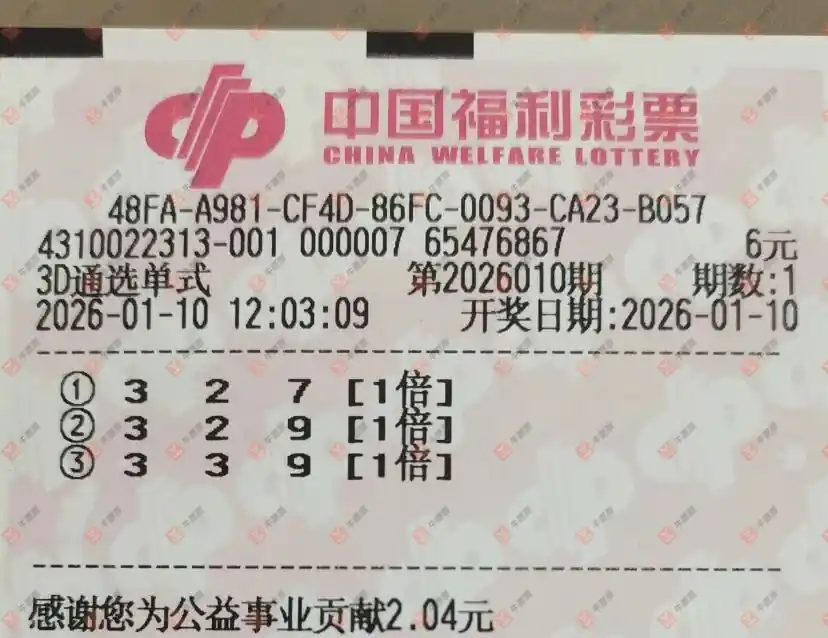 中国福利彩票
CHINA WELFARE LOTTERY
48FA-A981-CF4D-86FC-0093-CA23-B057
4310022313-001 000007 65476867 6元
3D通选单式 第2026010期 期数:1
2026-01-10 12:03:09 开奖日期:2026-01-10
① 3 2 7 [1倍]
② 3 2 9 [1倍]
③ 3 3 9 [1倍]
感谢您为公益事业贡献2.04元